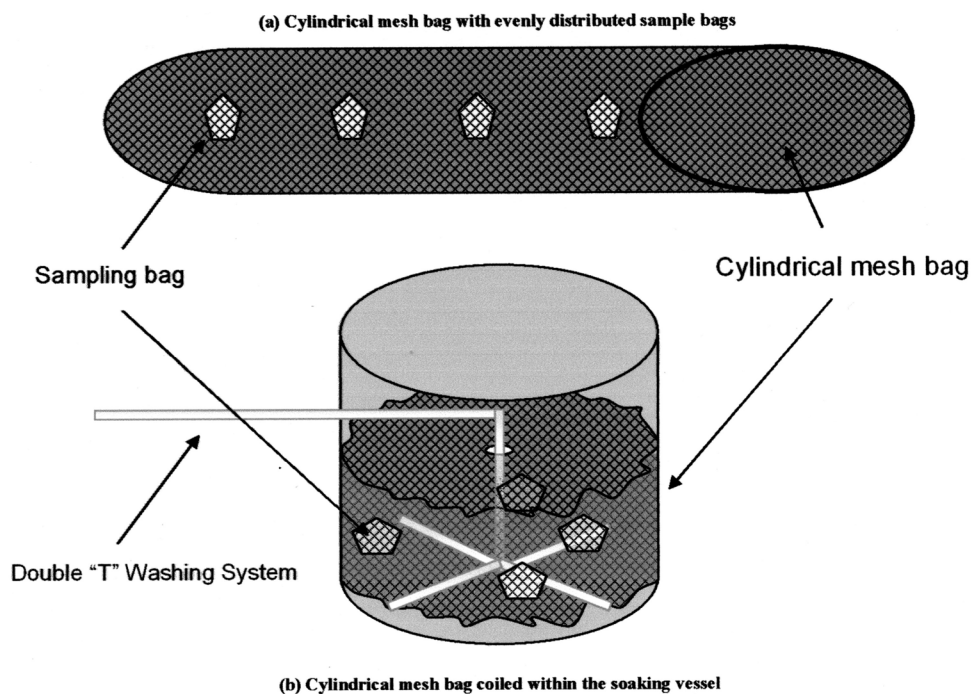 (a) Cylindrical mesh bag with evenly distributed sample bags
Sampling bag
Cylindrical mesh bag
Double “T” Washing System
(b) Cylindrical mesh bag coiled within the soaking vessel